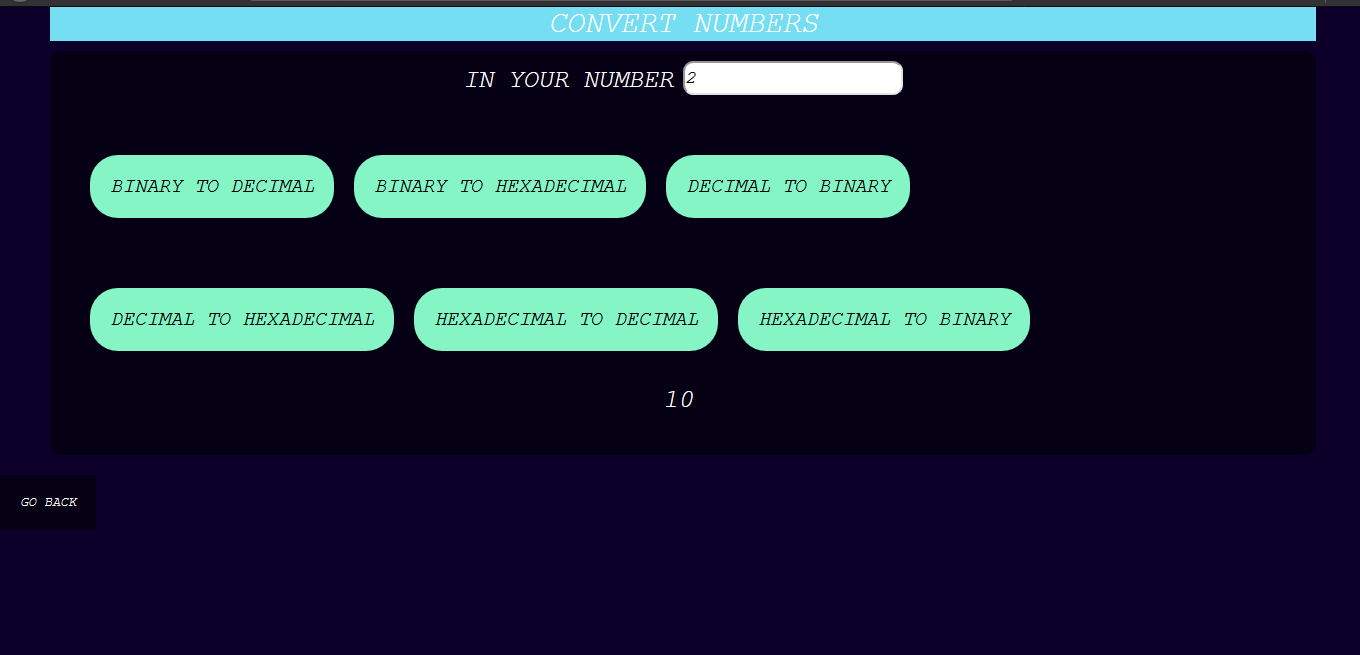 CONVERT NUMBERS
IN YOUR NUMBER 2
BINARY TO DECIMAL BINARY TO HEXADECIMAL DECIMAL TO BINARY
DECIMAL TO HEXADECIMAL HEXADECIMAL TO DECIMAL HEXADECIMAL TO BINARY
10
GO BACK